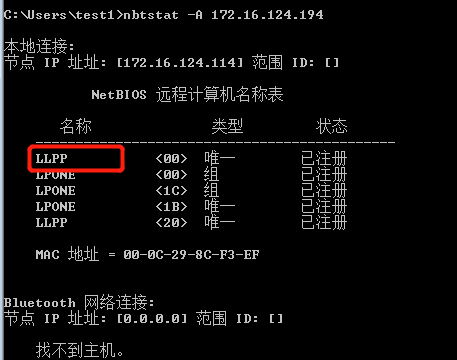 C:\Users\test1>nbtstat -A 172.16.124.194
本地连接:
节点 IP 地址: [172.16.124.114] 范围 ID: []
NetBIOS 远程计算机名称表
名称 类型 状态
---------------------------------------------
LLPP <00> 唯一 已注册
LPONE <00> 组 已注册
LPONE <1C> 组 已注册
LPONE <1B> 唯一 已注册
LLPP <20> 唯一 已注册
MAC 地址 = 00-0C-29-8C-F3-EF
Bluetooth 网络连接:
节点 IP 地址: [0.0.0.0] 范围 ID: []
找不到主机。